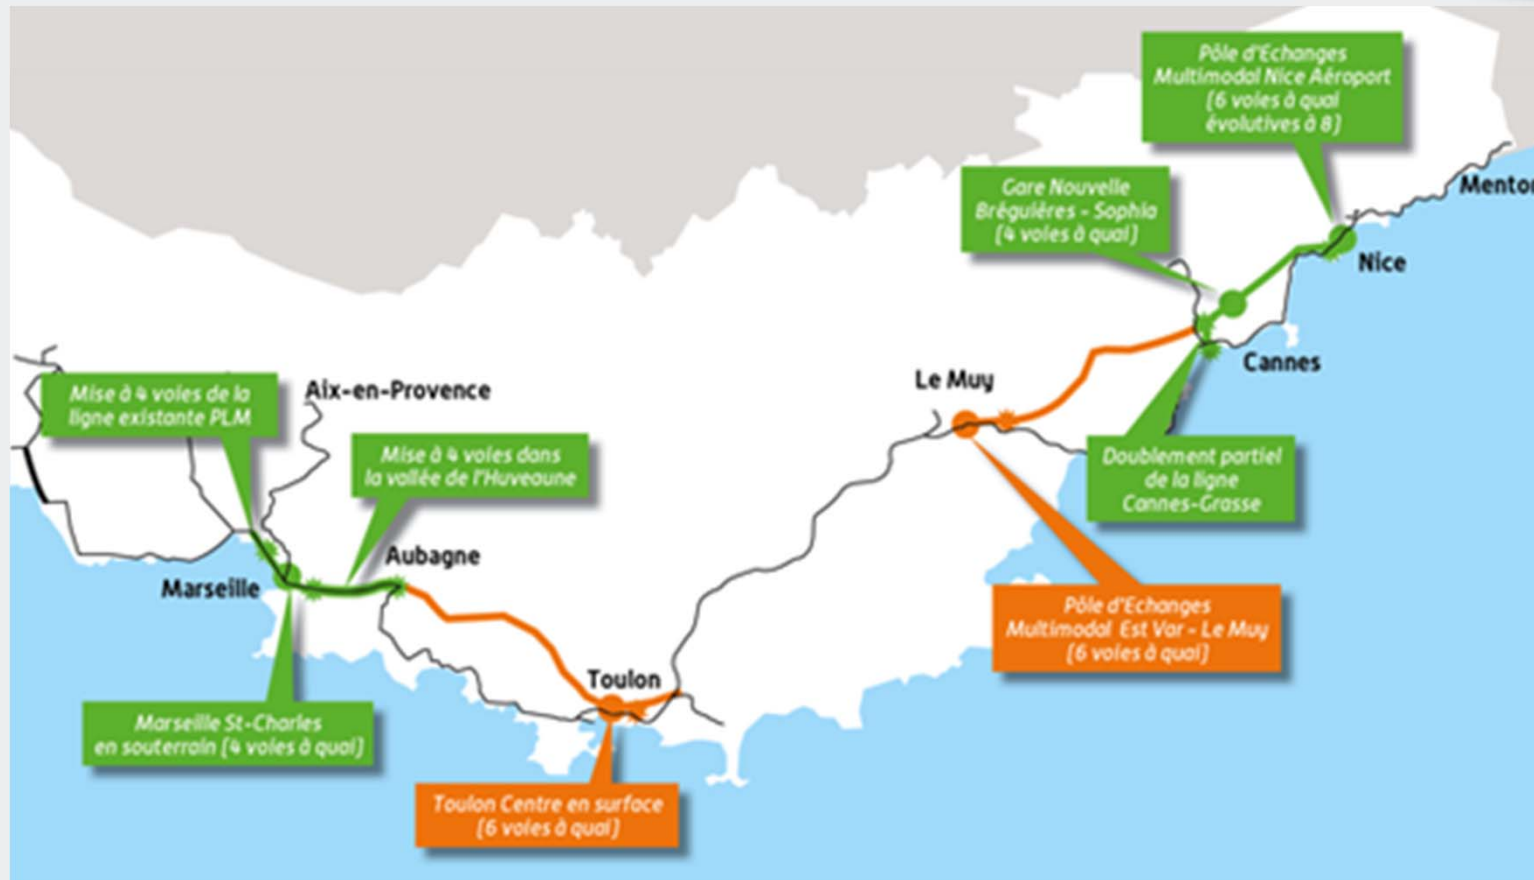 Pôle d'Echanges
Multimodal Nice Aéroport
(6 voies à quai
évolutives à 8)
Gare Nouvelle
Bréguières - Sophia
(4 voies à quai)
Mentor
Nice
Cannes
Le Muy
Mise à 4 voies de la
ligne existante PLM
Aix-en-Provence
Mise à 4 voies dans
la vallée de l'Huveaune
Doublement partiel
de la ligne
Cannes-Grasse
Aubagne
Marseille
Pôle d'Echanges
Multimodal Est Var - Le Muy
(6 voies à quai)
Toulon
Marseille St-Charles
en souterrain (4 voies à quai)
Toulon Centre en surface
(6 voies à quai)